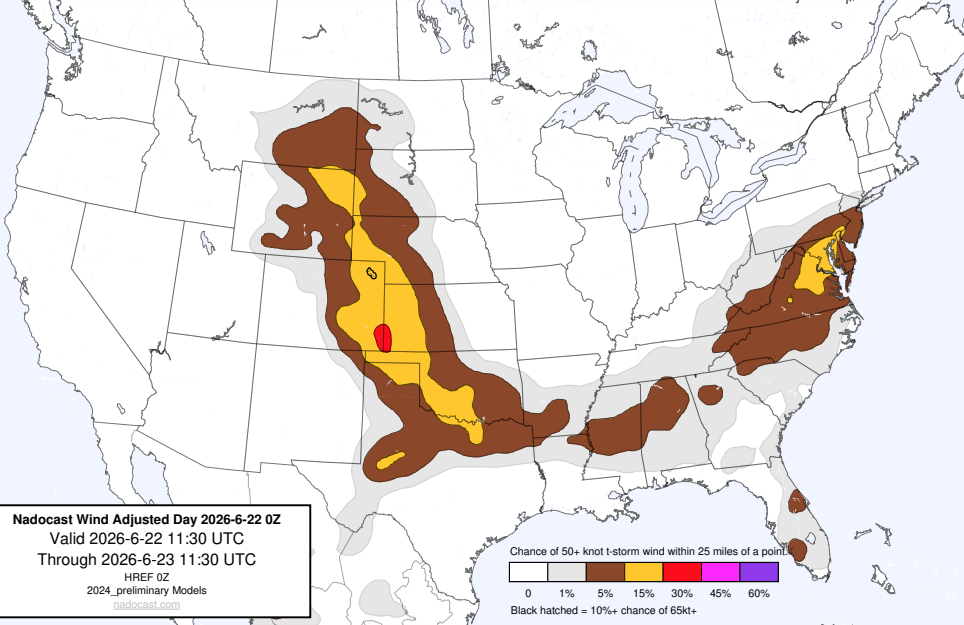 Nadocast Wind Adjusted Day 2026-6-22 0Z
Valid 2026-6-22 11:30 UTC
Through 2026-6-23 11:30 UTC
HREF 0Z
2024_preliminary Models
nadocast.com
Chance of 50+ knot t-storm wind within 25 miles of a point.
0 1% 5% 15% 30% 45% 60%
Black hatched = 10%+ chance of 65kt+